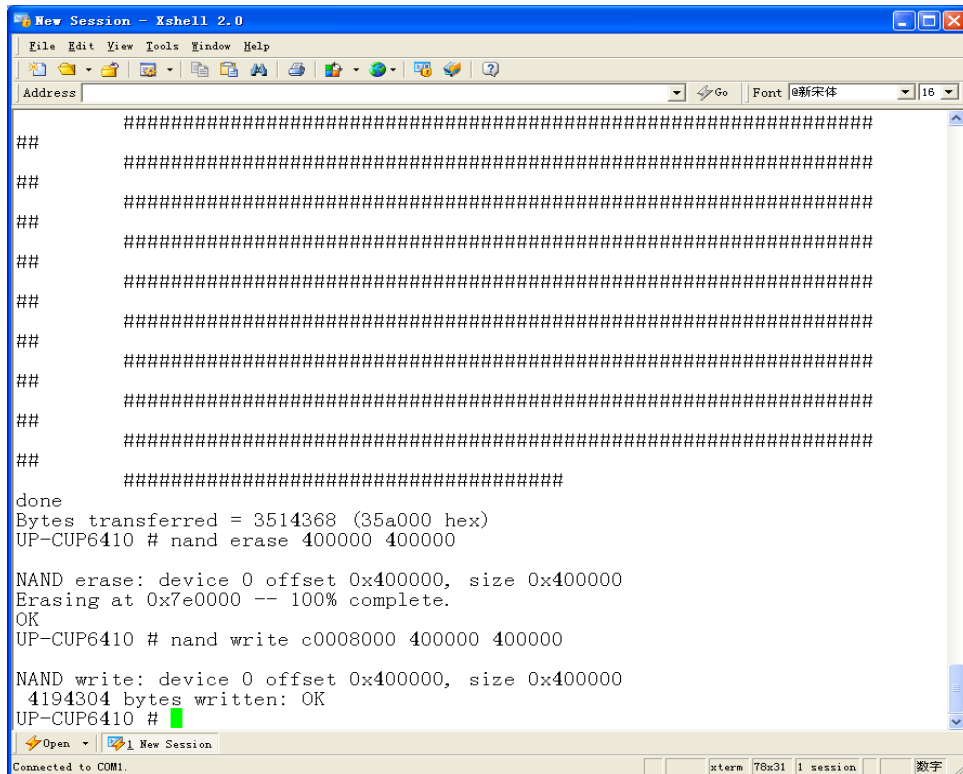 New Session - Xshell 2.0
File Edit View Tools Window Help
Address Go Font @新宋体 16
###############################################################
##
###############################################################
##
###############################################################
##
###############################################################
##
###############################################################
##
###############################################################
##
###############################################################
##
###############################################################
##
###############################################################
##
#####################################
done
Bytes transferred = 3514368 (35a000 hex)
UP-CUP6410 # nand erase 400000 400000
NAND erase: device 0 offset 0x400000, size 0x400000
Erasing at 0x7e0000 -- 100% complete.
OK
UP-CUP6410 # nand write c0008000 400000 400000
NAND write: device 0 offset 0x400000, size 0x400000
4194304 bytes written: OK
UP-CUP6410 #
Open 1 New Session
Connected to COM1. xterm 78x31 1 session 数字